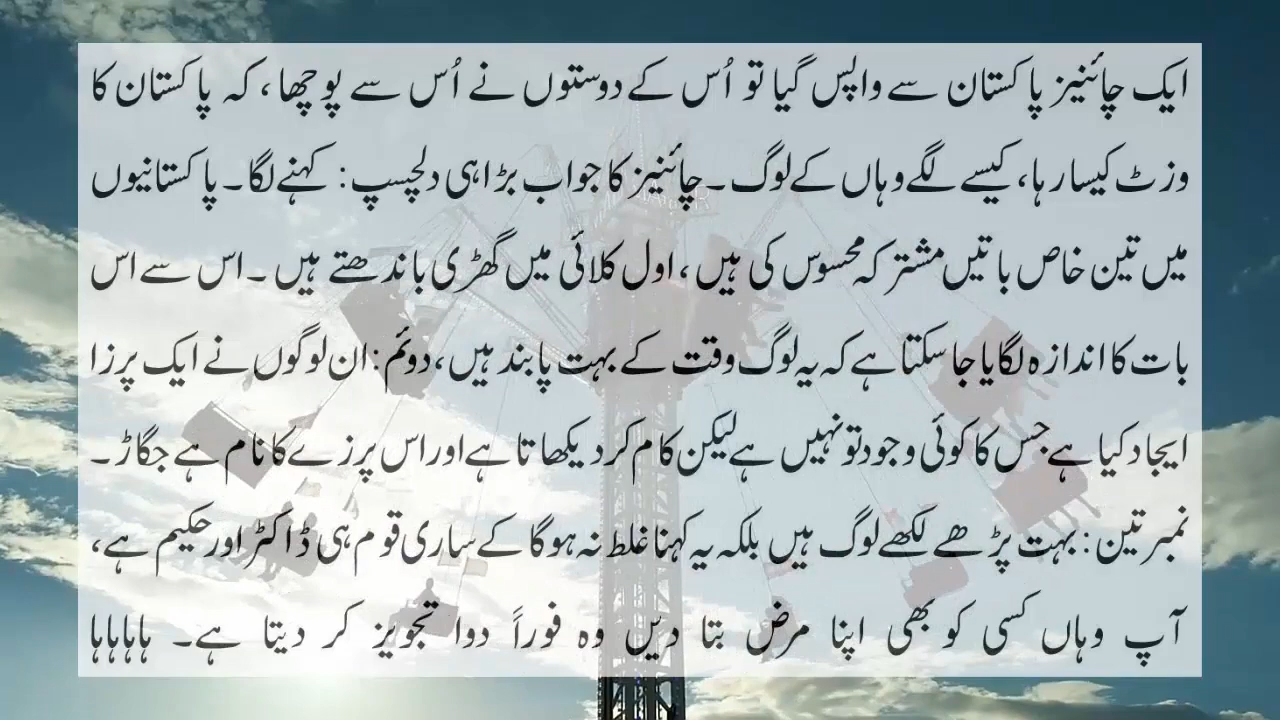 ایک چائنیز پاکستان سے واپس گیا تو اُس کے دوستوں نے اُس سے پوچھا، کہ پاکستان کا
وزٹ کیسا رہا، کیسے لگے وہاں کے لوگ۔ چائنیز کا جواب بڑا ہی دلچسپ: کہنے لگا۔ پاکستانیوں
میں تین خاص باتیں مشترکہ محسوس کی ہیں، اول کلائی میں گھڑی باندھتے ہیں۔ اس سے اس
بات کا اندازہ لگایا جا سکتا ہے کہ یہ لوگ وقت کے بہت پابند ہیں، دوئم: ان لوگوں نے ایک پرزا
ایجاد کیا ہے جس کا کوئی وجود تو نہیں ہے لیکن کام کر دیکھاتا ہے اور اس پرزے کا نام ہے جگاڑ۔
نمبر تین: بہت پڑھے لکھے لوگ ہیں بلکہ یہ کہنا غلط نہ ہوگا کے ساری قوم ہی ڈاکٹر اور حکیم ہے،
آپ وہاں کسی کو بھی اپنا مرض بتا دیں وہ فوراً دوا تجویز کر دیتا ہے۔ ہاہاہاہا